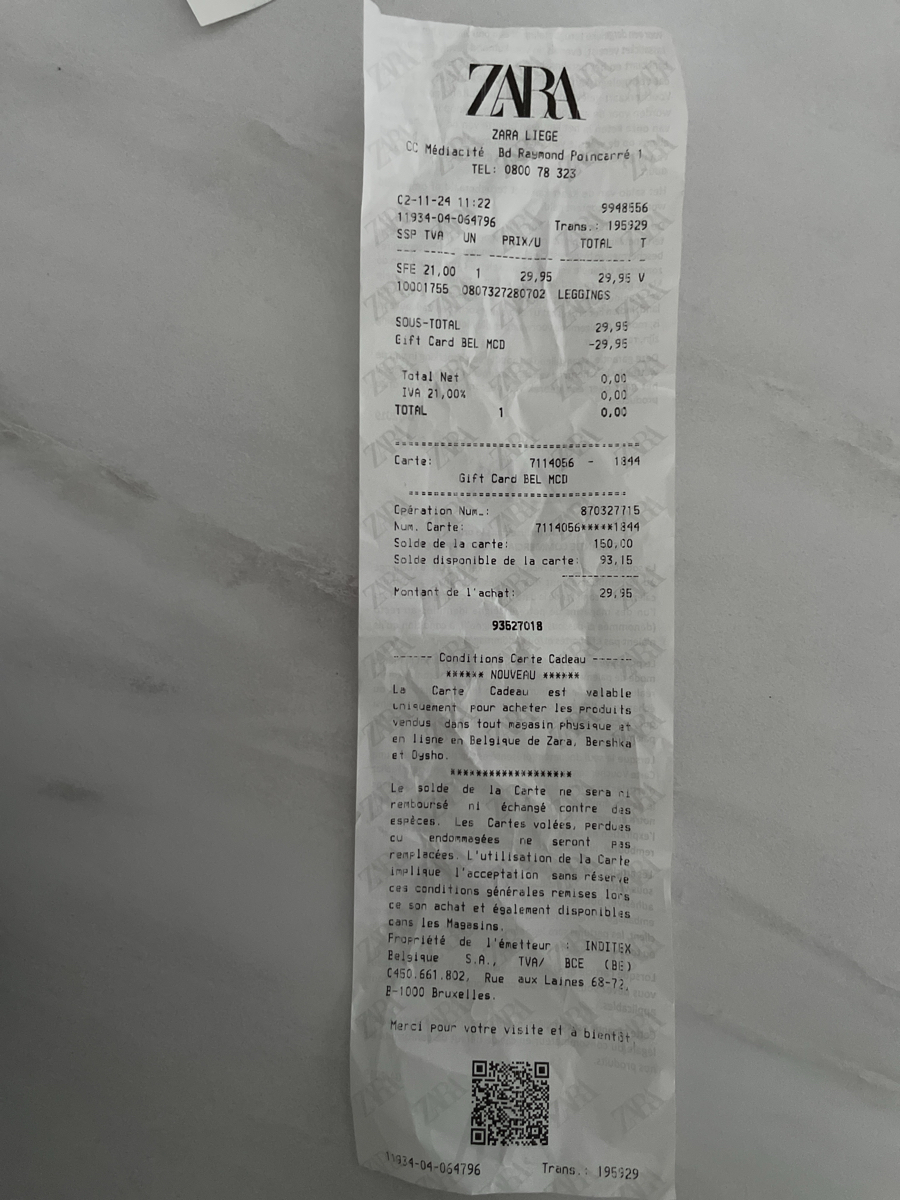 ZARA
ZARA LIEGE
CC Médiacité Bd Raymond Poincarré 1
TEL: 0800 78 323
02-11-24 11:22 9948656
11934-04-064796 Trans.: 195929
SSP TVA UN PRIX/U TOTAL T
--- ----- --- ---------- ---------- -
SFE 21,00 1 29,95 29,95 V
10001755 0807327280702 LEGGINGS
SOUS-TOTAL 29,95
Gift Card BEL MCD -29,95
Total Net 0,00
IVA 21,00% 0,00
TOTAL 1 0,00
========================================
Carte: 7114056 - 1844
Gift Card BEL MCD
===================================
Opération Num.: 870327715
Num. Carte: 7114056*****1844
Solde de la carte: 150,00
Solde disponible de la carte: 93,15
------------
Montant de l'achat: 29,95
93627018
------ Conditions Carte Cadeau ------
****** NOUVEAU ******
La Carte Cadeau est valable
uniquement pour acheter les produits
vendus dans tout magasin physique et
en ligne en Belgique de Zara, Bershka
et Oysho.
*******************
Le solde de la Carte ne sera ni
remboursé ni échangé contre des
espèces. Les Cartes volées, perdues
ou endommagées ne seront pas
remplacées. L'utilisation de la Carte
implique l'acceptation sans réserve
des conditions générales remises lors
de son achat et également disponibles
dans les Magasins.
Propriété de l'émetteur : INDITEX
Belgique S.A., TVA/ BCE (BE)
0450.661.802, Rue aux Laines 68-72,
B-1000 Bruxelles.
Merci pour votre visite et à bientôt
11934-04-064796 Trans.: 195929